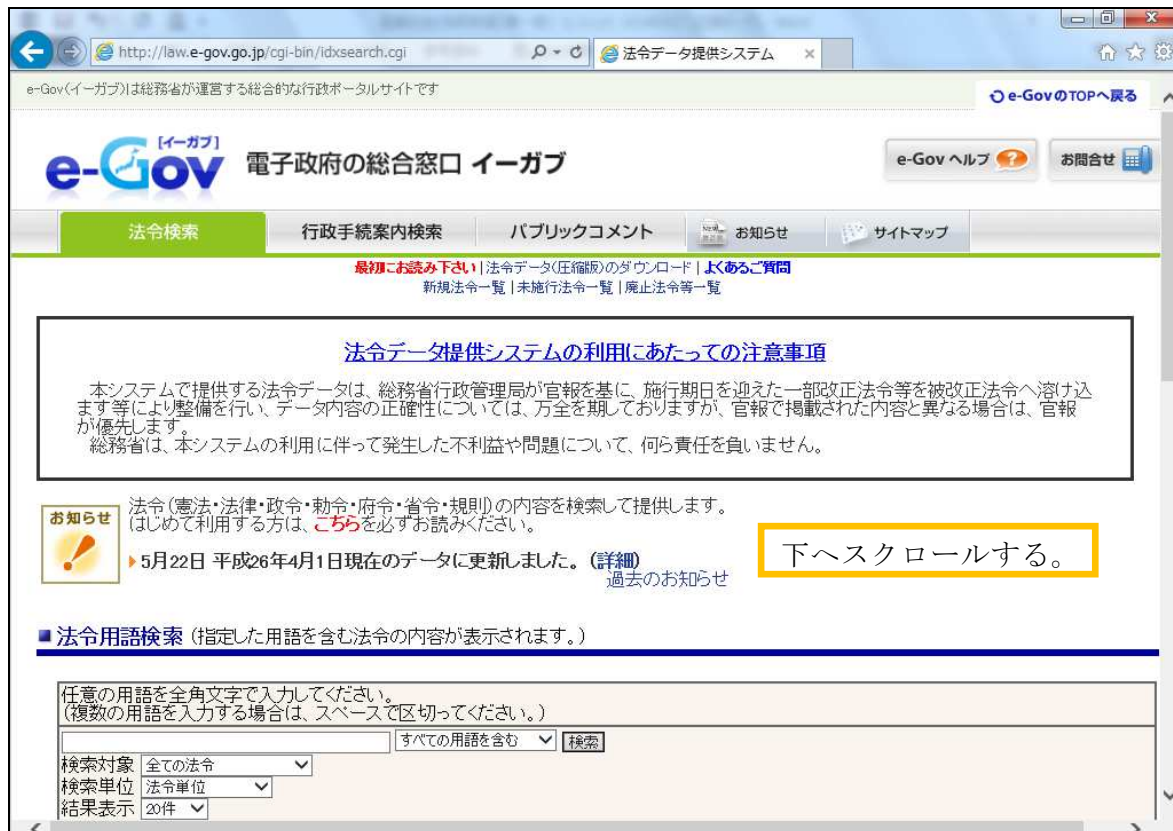 http://law.e-gov.go.jp/cgi-bin/idxsearch.cgi
法令データ提供システム
e-Gov(イーガブ)は総務省が運営する総合的な行政ポータルサイトです
e-GovのTOPへ戻る
[イーガブ]
e-Gov 電子政府の総合窓口 イーガブ
e-Gov ヘルプ
お問合せ
法令検索 行政手続案内検索 パブリックコメント お知らせ サイトマップ
最初にお読み下さい | 法令データ(圧縮版)のダウンロード | よくあるご質問
新規法令一覧 | 未施行法令一覧 | 廃止法令等一覧
法令データ提供システムの利用にあたっての注意事項
本システムで提供する法令データは、総務省行政管理局が官報を基に、施行期日を迎えた一部改正法令等を被改正法令へ溶け込
ます等により整備を行い、データ内容の正確性については、万全を期しておりますが、官報で掲載された内容と異なる場合は、官報
が優先します。
総務省は、本システムの利用に伴って発生した不利益や問題について、何ら責任を負いません。
お知らせ
法令(憲法・法律・政令・勅令・府令・省令・規則)の内容を検索して提供します。
はじめて利用する方は、こちらを必ずお読みください。
5月22日 平成26年4月1日現在のデータに更新しました。(詳細)
過去のお知らせ
下へスクロールする。
法令用語検索 (指定した用語を含む法令の内容が表示されます。)
任意の用語を全角文字で入力してください。
(複数の用語を入力する場合は、スペースで区切ってください。)
すべての用語を含む 検索
検索対象 全ての法令
検索単位 法令単位
結果表示 20件